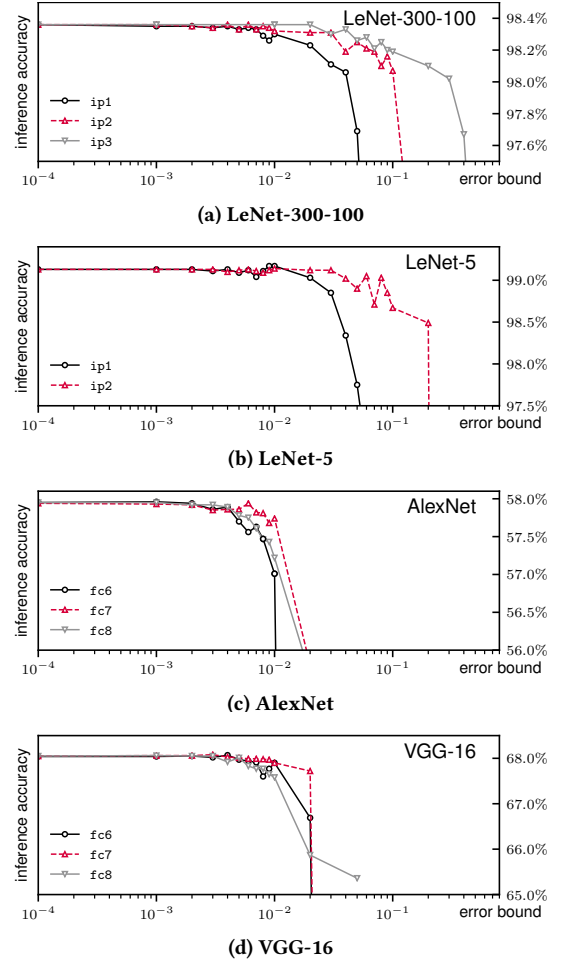 LeNet-300-100
inference accuracy
98.4%
98.2%
98.0%
97.8%
97.6%
ip1
ip2
ip3
10⁻⁴
10⁻³
10⁻²
10⁻¹
error bound
(a) LeNet-300-100
LeNet-5
inference accuracy
99.0%
98.5%
98.0%
97.5%
ip1
ip2
10⁻⁴
10⁻³
10⁻²
10⁻¹
error bound
(b) LeNet-5
AlexNet
inference accuracy
58.0%
57.5%
57.0%
56.5%
56.0%
fc6
fc7
fc8
10⁻⁴
10⁻³
10⁻²
10⁻¹
error bound
(c) AlexNet
VGG-16
inference accuracy
68.0%
67.0%
66.0%
65.0%
fc6
fc7
fc8
10⁻⁴
10⁻³
10⁻²
10⁻¹
error bound
(d) VGG-16